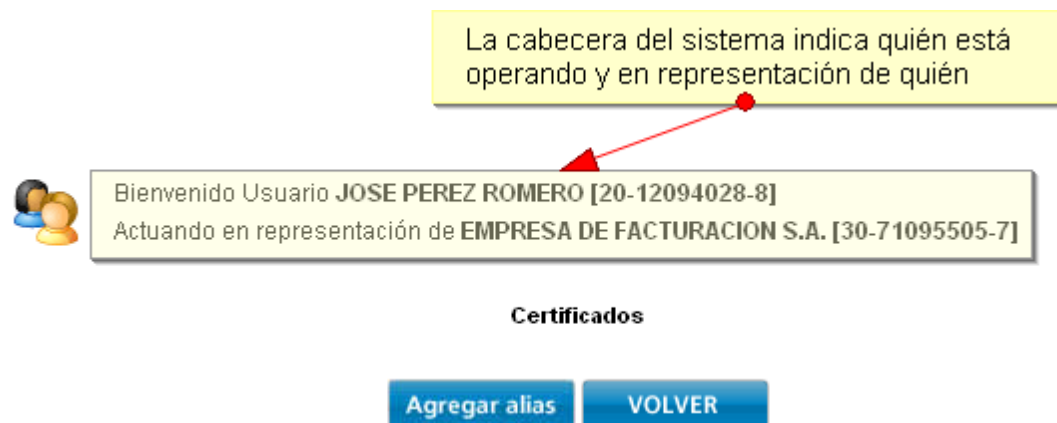 La cabecera del sistema indica quién está
operando y en representación de quién
Bienvenido Usuario JOSE PEREZ ROMERO [20-12094028-8]
Actuando en representación de EMPRESA DE FACTURACION S.A. [30-71095505-7]
Certificados
Agregar alias VOLVER